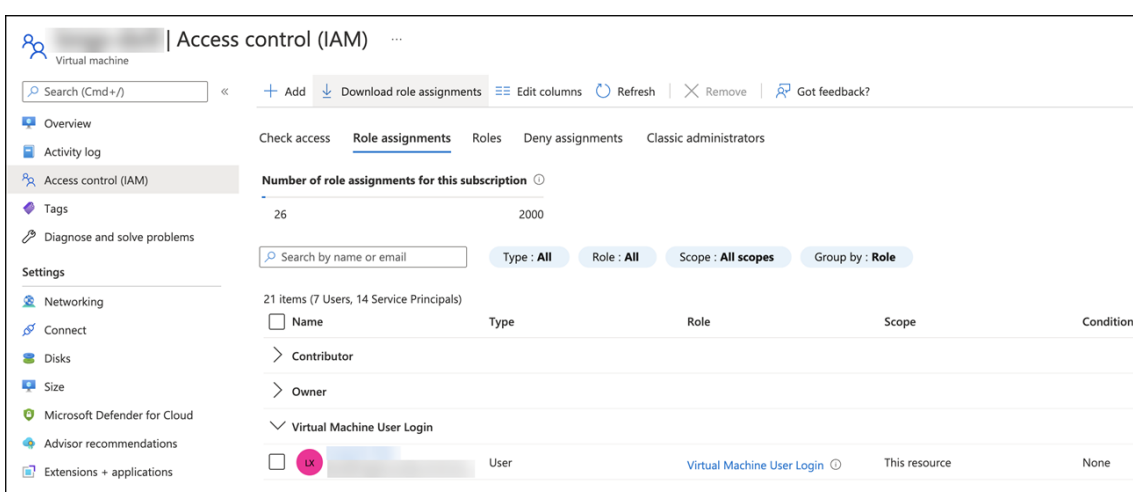 | Access control (IAM) ...
Virtual machine
Search (Cmd+/) «
+ Add Download role assignments Edit columns Refresh Remove Got feedback?
Overview
Activity log
Access control (IAM)
Tags
Diagnose and solve problems
Settings
Networking
Connect
Disks
Size
Microsoft Defender for Cloud
Advisor recommendations
Extensions + applications
Check access Role assignments Roles Deny assignments Classic administrators
Number of role assignments for this subscription
26 2000
Search by name or email Type : All Role : All Scope : All scopes Group by : Role
21 items (7 Users, 14 Service Principals)
Name Type Role Scope Condition
Contributor
Owner
Virtual Machine User Login
LX User Virtual Machine User Login This resource None